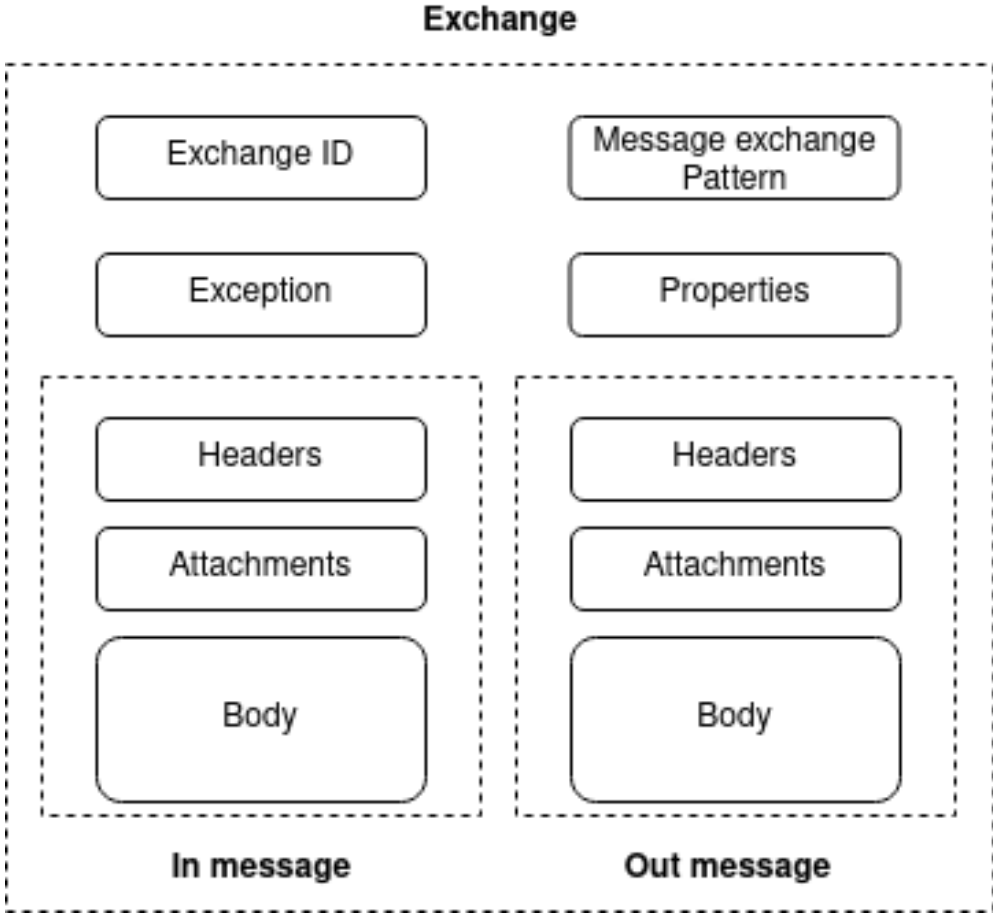 Exchange
Exchange ID
Message exchange
Pattern
Exception
Properties
Headers
Headers
Attachments
Attachments
Body
Body
In message
Out message